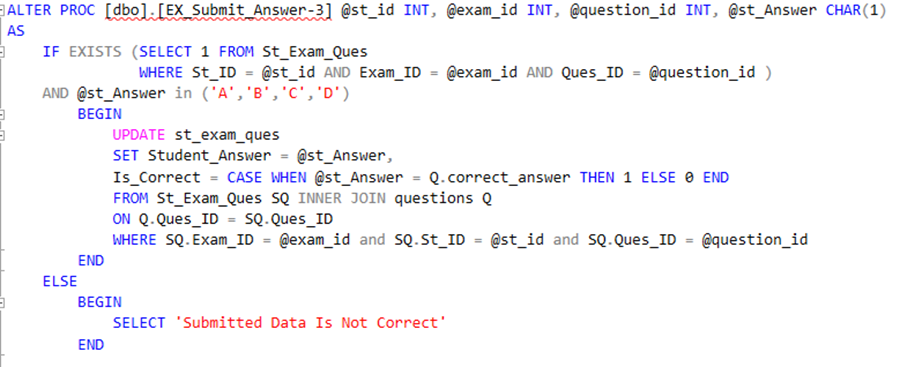 ALTER PROC [dbo].[EX_Submit_Answer-3] @st_id INT, @exam_id INT, @question_id INT, @st_Answer CHAR(1)
AS
IF EXISTS (SELECT 1 FROM St_Exam_Ques
WHERE St_ID = @st_id AND Exam_ID = @exam_id AND Ques_ID = @question_id )
AND @st_Answer in ('A','B','C','D')
BEGIN
UPDATE st_exam_ques
SET Student_Answer = @st_Answer,
Is_Correct = CASE WHEN @st_Answer = Q.correct_answer THEN 1 ELSE 0 END
FROM St_Exam_Ques SQ INNER JOIN questions Q
ON Q.Ques_ID = SQ.Ques_ID
WHERE SQ.Exam_ID = @exam_id and SQ.St_ID = @st_id and SQ.Ques_ID = @question_id
END
ELSE
BEGIN
SELECT 'Submitted Data Is Not Correct'
END